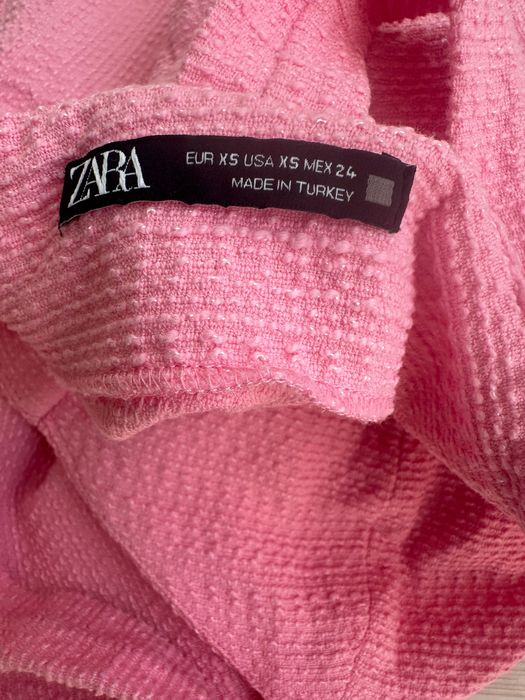 ZARA
EUR XS USA XS MEX 24
MADE IN TURKEY